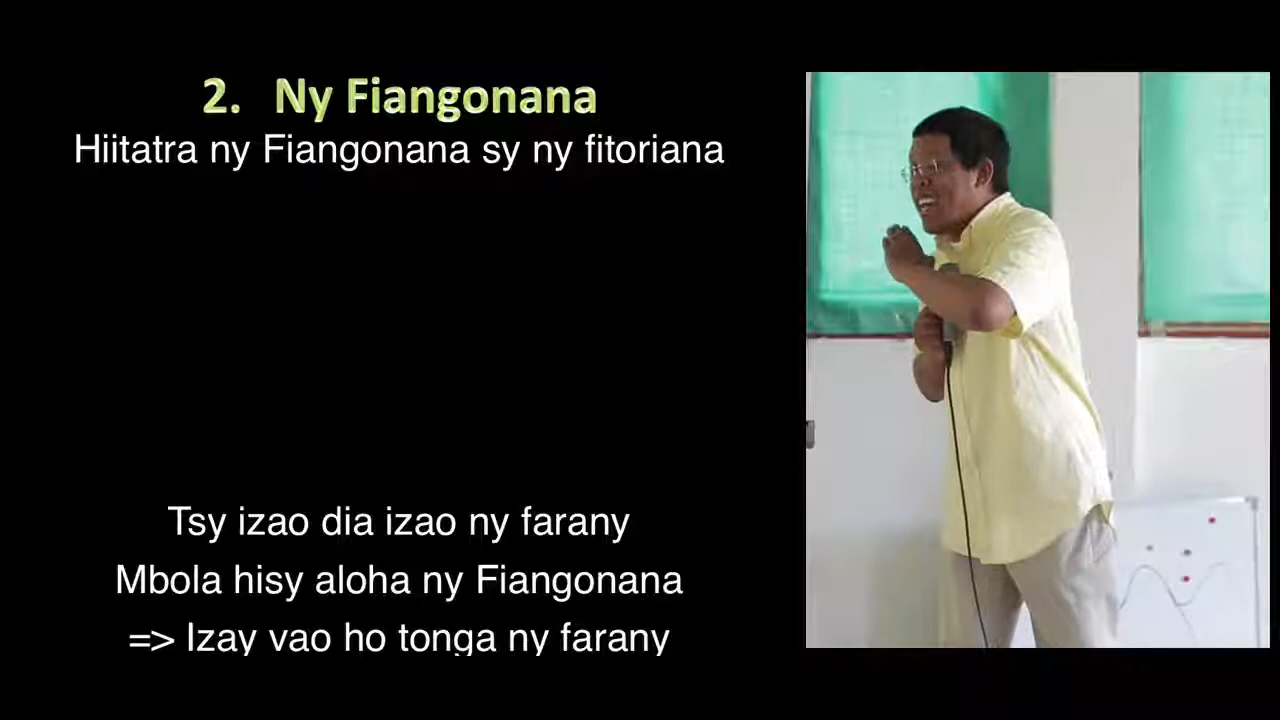 2. Ny Fiangonana
Hiitatra ny Fiangonana sy ny fitoriana
Tsy izao dia izao ny farany
Mbola hisy aloha ny Fiangonana
=> Izay vao ho tonga ny farany